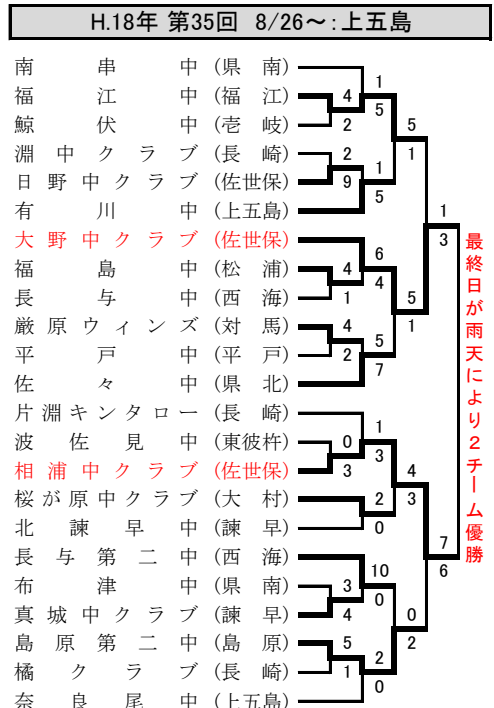 H.18年 第35回 8/26～:上五島
南串中(県南)
福江中(福江)
鯨伏中(壱岐)
淵中クラブ(長崎)
日野中クラブ(佐世保)
有川中(上五島)
大野中クラブ(佐世保)
福島中(松浦)
長与中(西海)
厳原ウィンズ(対馬)
平戸中(平戸)
佐々中(県北)
片淵キンタロー(長崎)
波佐見中(東彼杵)
相浦中クラブ(佐世保)
桜が原中クラブ(大村)
北諫早中(諫早)
長与第二中(西海)
布津中(県南)
真城中クラブ(諫早)
島原第二中(島原)
橘クラブ(長崎)
奈良尾中(上五島)
4
2
2
9
4
1
4
2
0
3
3
4
5
1
1
5
1
5
6
4
5
7
1
3
2
0
10
0
2
0
5
1
5
1
4
3
0
2
1
3
7
6
最終日が雨天により2チーム優勝